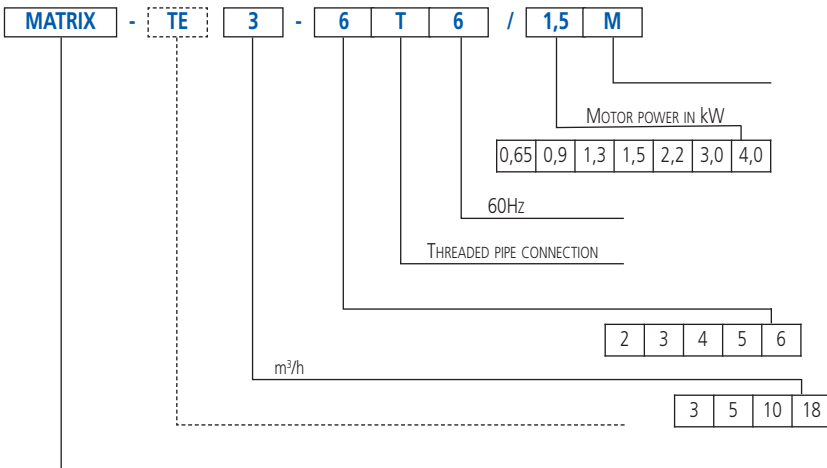 MATRIX - TE 3 - 6 T 6 / 1,5 M
MOTOR POWER IN kW
0,65 0,9 1,3 1,5 2,2 3,0 4,0
60HZ
THREADED PIPE CONNECTION
2 3 4 5 6
m³/h
3 5 10 18